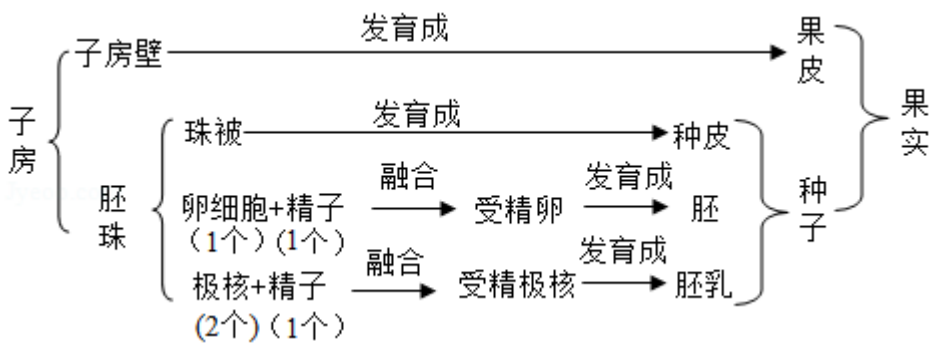 发育成
子房壁
果皮
子房
发育成
珠被
种皮
果实
胚珠
融合
发育成
卵细胞+精子
受精卵
胚
种子
（1个）(1个）
融合
发育成
极核+精子
受精极核
胚乳
(2个)（1个）